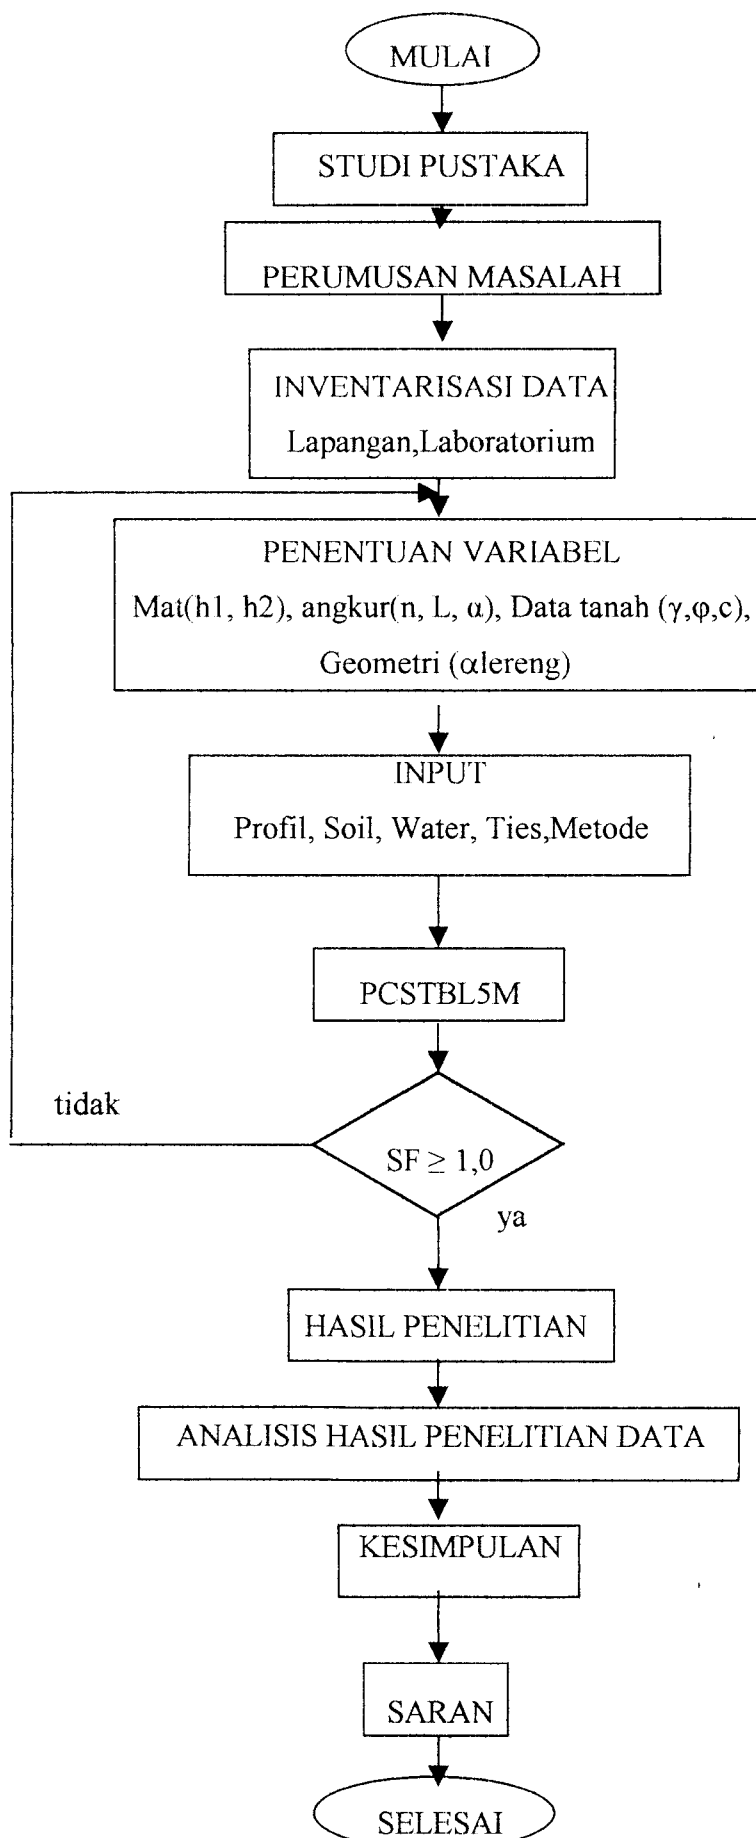 MULAI
STUDI PUSTAKA
PERUMUSAN MASALAH
INVENTARISASI DATA
Lapangan,Laboratorium
PENENTUAN VARIABEL
Mat(h1, h2), angkur(n, L, α), Data tanah (γ,φ,c),
Geometri (αlereng)
INPUT
Profil, Soil, Water, Ties,Metode
PCSTBL5M
tidak
SF ≥ 1,0
ya
HASIL PENELITIAN
ANALISIS HASIL PENELITIAN DATA
KESIMPULAN
SARAN
SELESAI